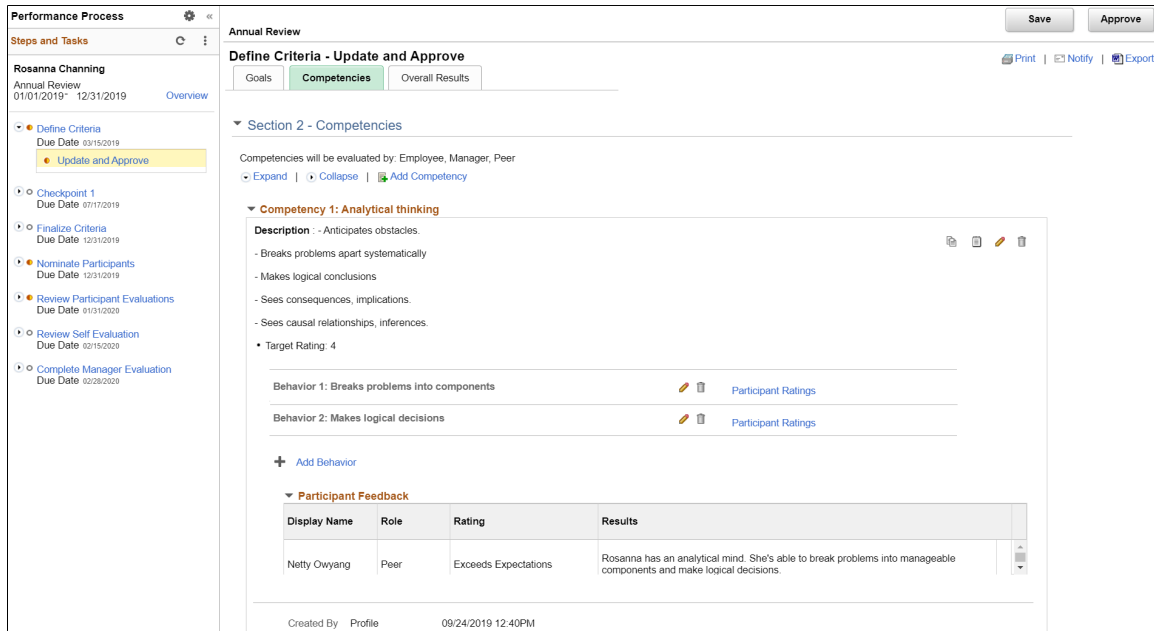 Performance Process
«
Steps and Tasks
Rosanna Channing
Annual Review
01/01/2019- 12/31/2019 Overview
Define Criteria
Due Date 03/15/2019
Update and Approve
Checkpoint 1
Due Date 07/17/2019
Finalize Criteria
Due Date 12/31/2019
Nominate Participants
Due Date 12/31/2019
Review Participant Evaluations
Due Date 01/31/2020
Review Self Evaluation
Due Date 02/15/2020
Complete Manager Evaluation
Due Date 02/28/2020
Save Approve
Annual Review
Define Criteria - Update and Approve
Print | Notify | Export
Goals Competencies Overall Results
Section 2 - Competencies
Competencies will be evaluated by: Employee, Manager, Peer
Expand | Collapse | Add Competency
Competency 1: Analytical thinking
Description : - Anticipates obstacles.
- Breaks problems apart systematically
- Makes logical conclusions
- Sees consequences, implications.
- Sees causal relationships, inferences.
• Target Rating: 4
Behavior 1: Breaks problems into components Participant Ratings
Behavior 2: Makes logical decisions Participant Ratings
Add Behavior
Participant Feedback
Display Name Role Rating Results
Netty Owyang Peer Exceeds Expectations Rosanna has an analytical mind. She's able to break problems into manageable
components and make logical decisions.
Created By Profile 09/24/2019 12:40PM